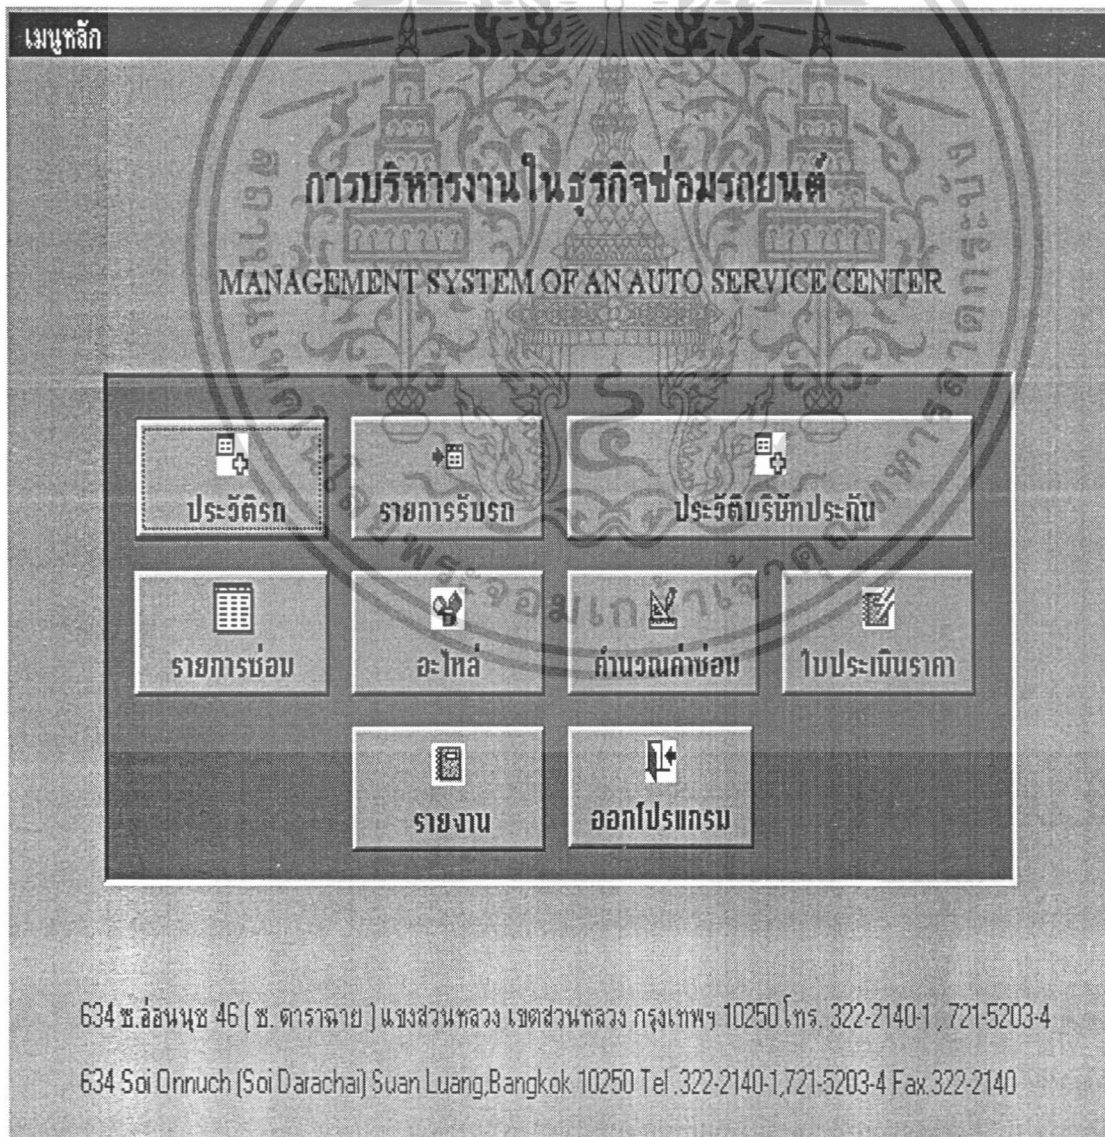 เมนูหลัก
การบริหารงานในธุรกิจซ่อมรถยนต์
MANAGEMENT SYSTEM OF AN AUTO SERVICE CENTER
ประวัติรถ รายการรับรถ ประวัติบริษัทประกัน
รายการซ่อม อะไหล่ คำนวณค่าซ่อม ใบประเมินราคา
รายงาน ออกโปรแกรม
634 ซ.อ่อนนุช 46 ( ซ. ดาราฉาย ) แขงสวนหลวง เขตสวนหลวง กรุงเทพฯ 10250 โทร. 322-2140-1 , 721-5203-4
634 Soi Onnuch (Soi Darachai) Suan Luang,Bangkok 10250 Tel .322-2140-1,721-5203-4 Fax.322-2140